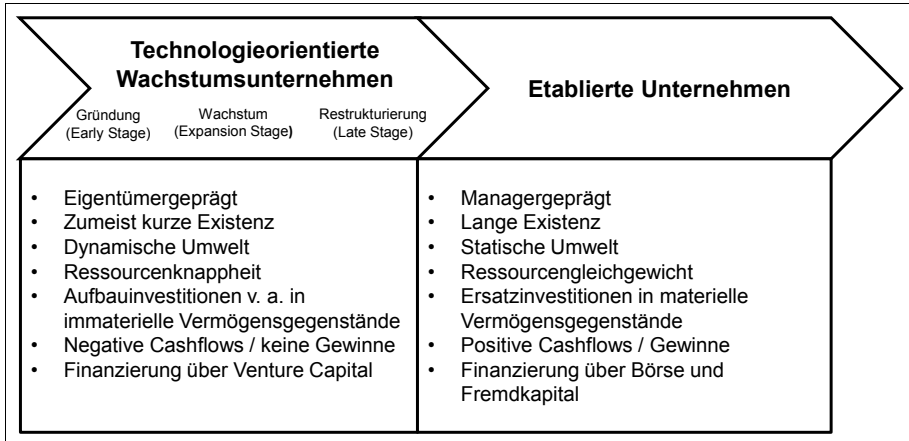 Technologieorientierte
Wachstumsunternehmen
Gründung
(Early Stage)
Wachstum
(Expansion Stage)
Restrukturierung
(Late Stage)
Etablierte Unternehmen
• Eigentümergeprägt
• Zumeist kurze Existenz
• Dynamische Umwelt
• Ressourcenknappheit
• Aufbauinvestitionen v. a. in
immaterielle Vermögensgegenstände
• Negative Cashflows / keine Gewinne
• Finanzierung über Venture Capital
• Managergeprägt
• Lange Existenz
• Statische Umwelt
• Ressourcengleichgewicht
• Ersatzinvestitionen in materielle
Vermögensgegenstände
• Positive Cashflows / Gewinne
• Finanzierung über Börse und
Fremdkapital